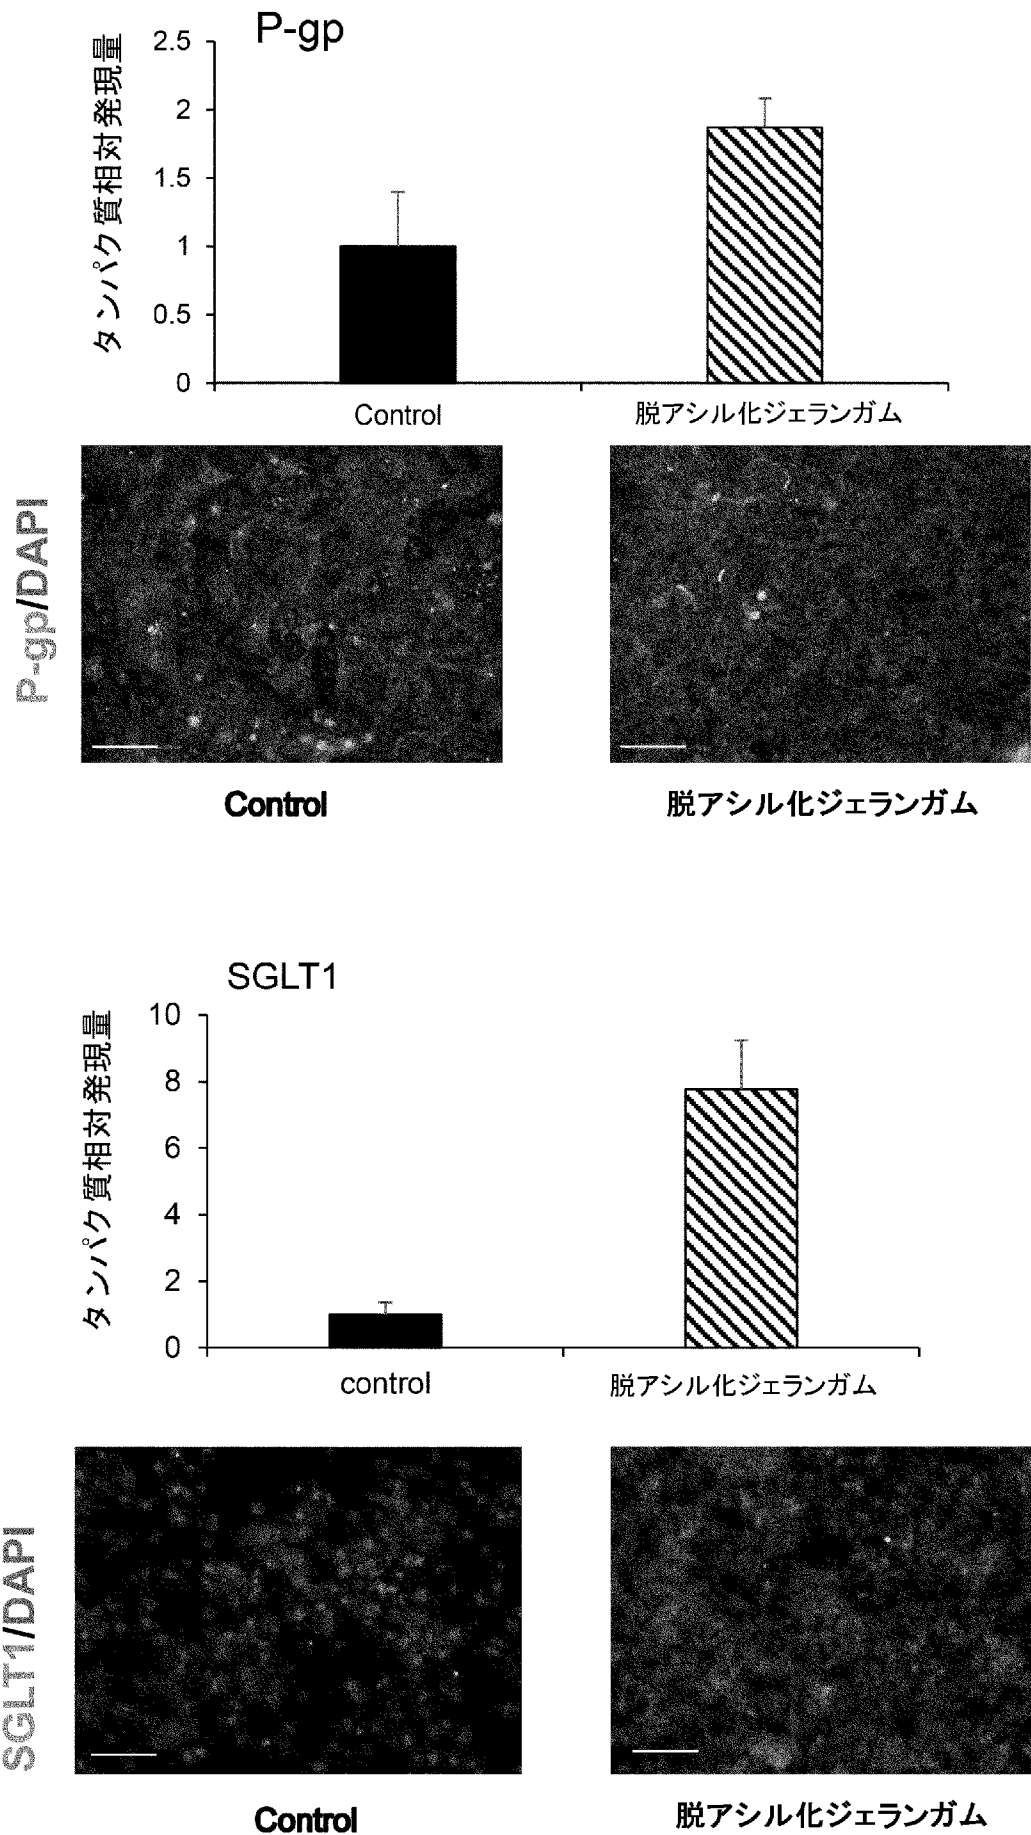 P-gp
タンパク質相対発現量
2.5
2
1.5
1
0.5
0
Control
脱アシル化ジェランガム
P-gp/DAPI
Control
脱アシル化ジェランガム
SGLT1
タンパク質相対発現量
10
8
6
4
2
0
control
脱アシル化ジェランガム
SGLT1/DAPI
Control
脱アシル化ジェランガム